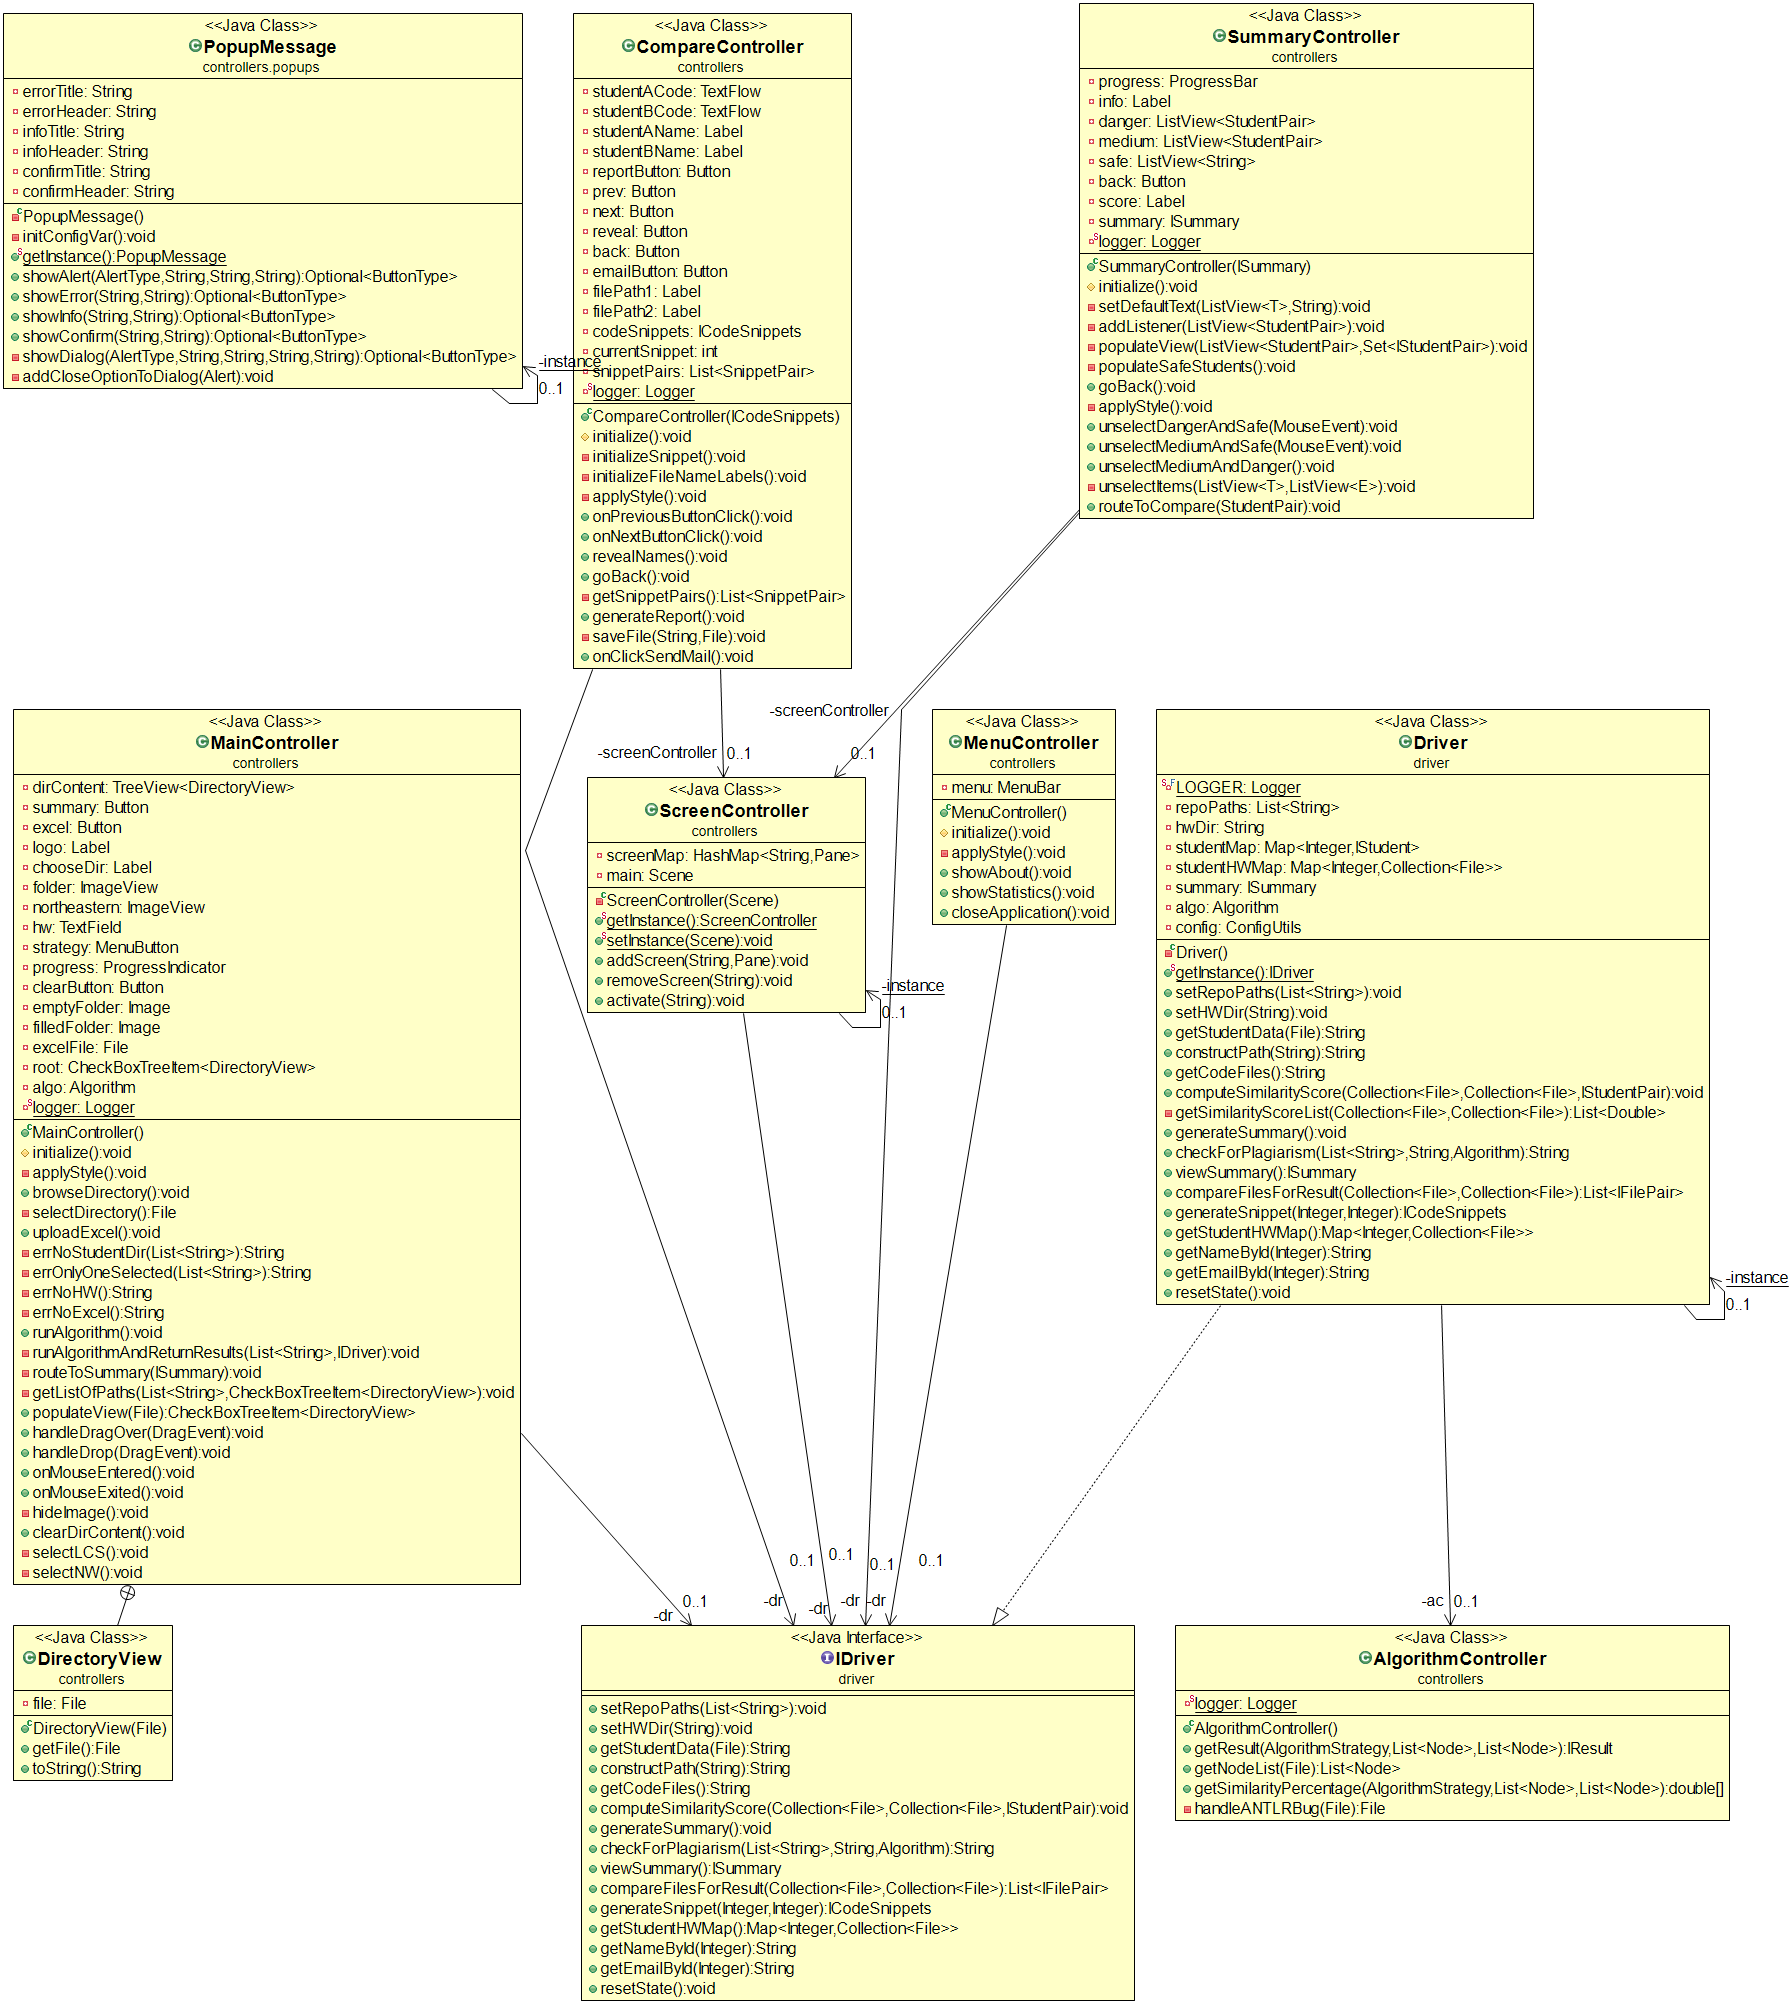 <<Java Class>>
PopupMessage
controllers.popups
errorTitle: String
errorHeader: String
infoTitle: String
infoHeader: String
confirmTitle: String
confirmHeader: String
PopupMessage()
initConfigVar():void
getInstance():PopupMessage
showAlert(AlertType,String,String,String):Optional<ButtonType>
showError(String,String):Optional<ButtonType>
showInfo(String,String):Optional<ButtonType>
showConfirm(String,String):Optional<ButtonType>
showDialog(AlertType,String,String,String,String):Optional<ButtonType>
addCloseOptionToDialog(Alert):void
-instance
0..1
<<Java Class>>
CompareController
controllers
studentACode: TextFlow
studentBCode: TextFlow
studentAName: Label
studentBName: Label
reportButton: Button
prev: Button
next: Button
reveal: Button
back: Button
emailButton: Button
filePath1: Label
filePath2: Label
codeSnippets: ICodeSnippets
currentSnippet: int
snippetPairs: List<SnippetPair>
logger: Logger
CompareController(ICodeSnippets)
initialize():void
initializeSnippet():void
initializeFileNameLabels():void
applyStyle():void
onPreviousButtonClick():void
onNextButtonClick():void
revealNames():void
goBack():void
getSnippetPairs():List<SnippetPair>
generateReport():void
saveFile(String,File):void
onClickSendMail():void
<<Java Class>>
SummaryController
controllers
progress: ProgressBar
info: Label
danger: ListView<StudentPair>
medium: ListView<StudentPair>
safe: ListView<String>
back: Button
score: Label
summary: ISummary
logger: Logger
SummaryController(ISummary)
initialize():void
setDefaultText(ListView<T>,String):void
addListener(ListView<StudentPair>):void
populateView(ListView<StudentPair>,Set<IStudentPair>):void
populateSafeStudents():void
goBack():void
applyStyle():void
unselectDangerAndSafe(MouseEvent):void
unselectMediumAndSafe(MouseEvent):void
unselectMediumAndDanger():void
unselectItems(ListView<T>,ListView<E>):void
routeToCompare(StudentPair):void
-screenController
0..1
-screenController
0..1
<<Java Class>>
MainController
controllers
dirContent: TreeView<DirectoryView>
summary: Button
excel: Button
logo: Label
chooseDir: Label
folder: ImageView
northeastern: ImageView
hw: TextField
strategy: MenuButton
progress: ProgressIndicator
clearButton: Button
emptyFolder: Image
filledFolder: Image
excelFile: File
root: CheckBoxTreeItem<DirectoryView>
algo: Algorithm
logger: Logger
MainController()
initialize():void
applyStyle():void
browseDirectory():void
selectDirectory():File
uploadExcel():void
errNoStudentDir(List<String>):String
errOnlyOneSelected(List<String>):String
errNoHW():String
errNoExcel():String
runAlgorithm():void
runAlgorithmAndReturnResults(List<String>,IDriver):void
routeToSummary(ISummary):void
getListOfPaths(List<String>,CheckBoxTreeItem<DirectoryView>):void
populateView(File):CheckBoxTreeItem<DirectoryView>
handleDragOver(DragEvent):void
handleDrop(DragEvent):void
onMouseEntered():void
onMouseExited():void
hideImage():void
clearDirContent():void
selectLCS():void
selectNW():void
<<Java Class>>
ScreenController
controllers
screenMap: HashMap<String,Pane>
main: Scene
ScreenController(Scene)
getInstance():ScreenController
setInstance(Scene):void
addScreen(String,Pane):void
removeScreen(String):void
activate(String):void
-instance
0..1
<<Java Class>>
MenuController
controllers
menu: MenuBar
MenuController()
initialize():void
applyStyle():void
showAbout():void
showStatistics():void
closeApplication():void
<<Java Class>>
Driver
driver
LOGGER: Logger
repoPaths: List<String>
hwDir: String
studentMap: Map<Integer,IStudent>
studentHWMap: Map<Integer,Collection<File>>
summary: ISummary
algo: Algorithm
config: ConfigUtils
Driver()
getInstance():IDriver
setRepoPaths(List<String>):void
setHWDir(String):void
getStudentData(File):String
constructPath(String):String
getCodeFiles():String
computeSimilarityScore(Collection<File>,Collection<File>,IStudentPair):void
getSimilarityScoreList(Collection<File>,Collection<File>):List<Double>
generateSummary():void
checkForPlagiarism(List<String>,String,Algorithm):String
viewSummary():ISummary
compareFilesForResult(Collection<File>,Collection<File>):List<IFilePair>
generateSnippet(Integer,Integer):ICodeSnippets
getStudentHWMap():Map<Integer,Collection<File>>
getNameById(Integer):String
getEmailById(Integer):String
resetState():void
-instance
0..1
0..1
-dr
0..1
-dr
0..1
-dr
0..1
-dr
0..1
-dr
-ac
0..1
<<Java Class>>
DirectoryView
controllers
file: File
DirectoryView(File)
getFile():File
toString():String
<<Java Interface>>
IDriver
driver
setRepoPaths(List<String>):void
setHWDir(String):void
getStudentData(File):String
constructPath(String):String
getCodeFiles():String
computeSimilarityScore(Collection<File>,Collection<File>,IStudentPair):void
generateSummary():void
checkForPlagiarism(List<String>,String,Algorithm):String
viewSummary():ISummary
compareFilesForResult(Collection<File>,Collection<File>):List<IFilePair>
generateSnippet(Integer,Integer):ICodeSnippets
getStudentHWMap():Map<Integer,Collection<File>>
getNameById(Integer):String
getEmailById(Integer):String
resetState():void
<<Java Class>>
AlgorithmController
controllers
logger: Logger
AlgorithmController()
getResult(AlgorithmStrategy,List<Node>,List<Node>):IResult
getNodeList(File):List<Node>
getSimilarityPercentage(AlgorithmStrategy,List<Node>,List<Node>):double[]
handleANTLRBug(File):File